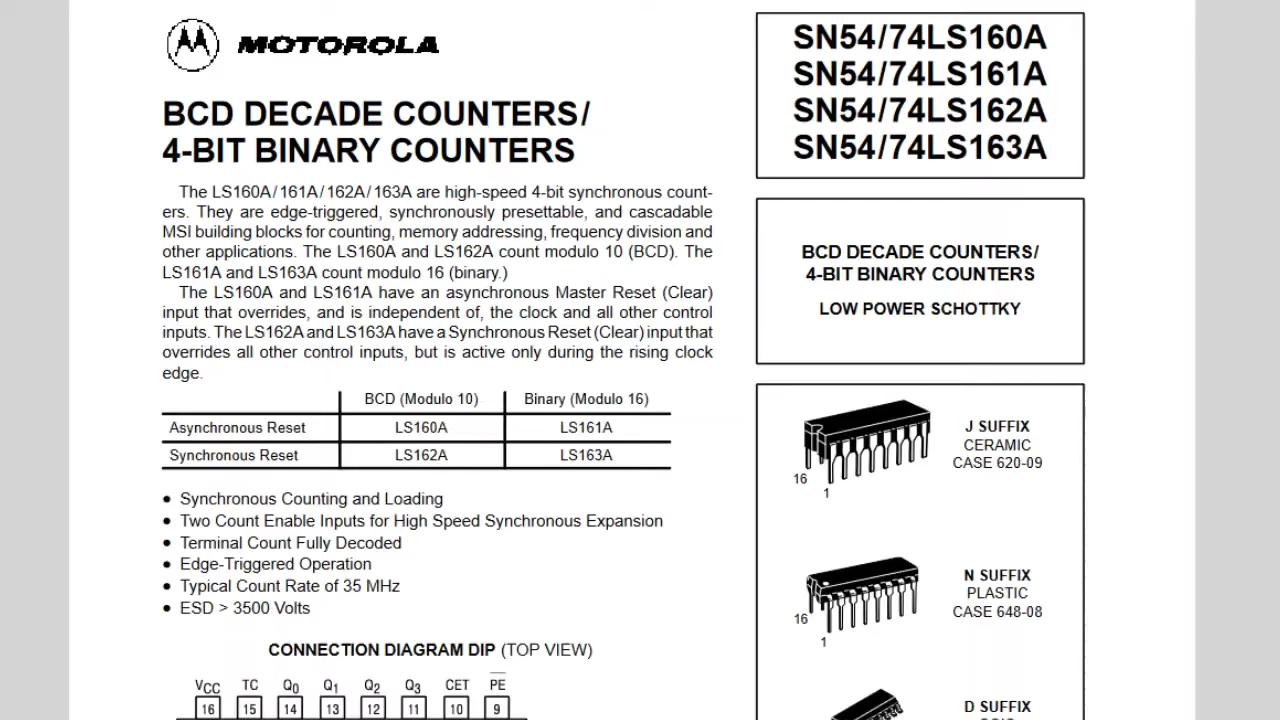 MOTOROLA
SN54/74LS160A
SN54/74LS161A
SN54/74LS162A
SN54/74LS163A
BCD DECADE COUNTERS/
4-BIT BINARY COUNTERS
The LS160A/161A/162A/163A are high-speed 4-bit synchronous count-
ers. They are edge-triggered, synchronously presettable, and cascadable
MSI building blocks for counting, memory addressing, frequency division and
other applications. The LS160A and LS162A count modulo 10 (BCD). The
LS161A and LS163A count modulo 16 (binary.)
The LS160A and LS161A have an asynchronous Master Reset (Clear)
input that overrides, and is independent of, the clock and all other control
inputs. The LS162A and LS163A have a Synchronous Reset (Clear) input that
overrides all other control inputs, but is active only during the rising clock
edge.
BCD (Modulo 10) Binary (Modulo 16)
Asynchronous Reset LS160A LS161A
Synchronous Reset LS162A LS163A
• Synchronous Counting and Loading
• Two Count Enable Inputs for High Speed Synchronous Expansion
• Terminal Count Fully Decoded
• Edge-Triggered Operation
• Typical Count Rate of 35 MHz
• ESD > 3500 Volts
CONNECTION DIAGRAM DIP (TOP VIEW)
VCC TC Q0 Q1 Q2 Q3 CET PE
16 15 14 13 12 11 10 9
BCD DECADE COUNTERS/
4-BIT BINARY COUNTERS
LOW POWER SCHOTTKY
J SUFFIX
CERAMIC
CASE 620-09
16
1
N SUFFIX
PLASTIC
CASE 648-08
16
1
D SUFFIX